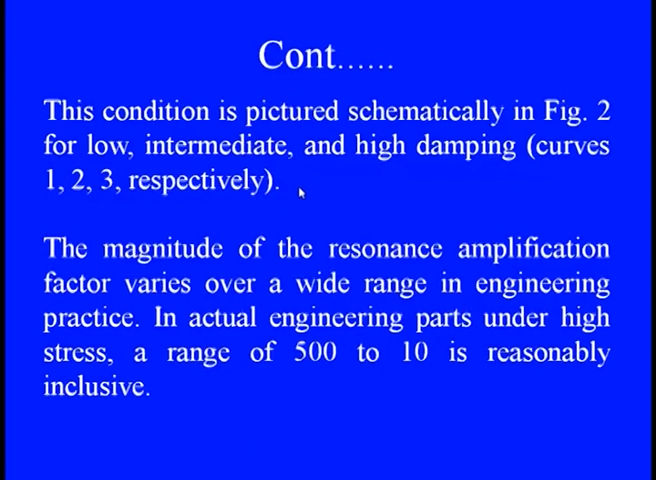 Cont......
This condition is pictured schematically in Fig. 2
for low, intermediate, and high damping (curves
1, 2, 3, respectively).
The magnitude of the resonance amplification
factor varies over a wide range in engineering
practice. In actual engineering parts under high
stress, a range of 500 to 10 is reasonably
inclusive.